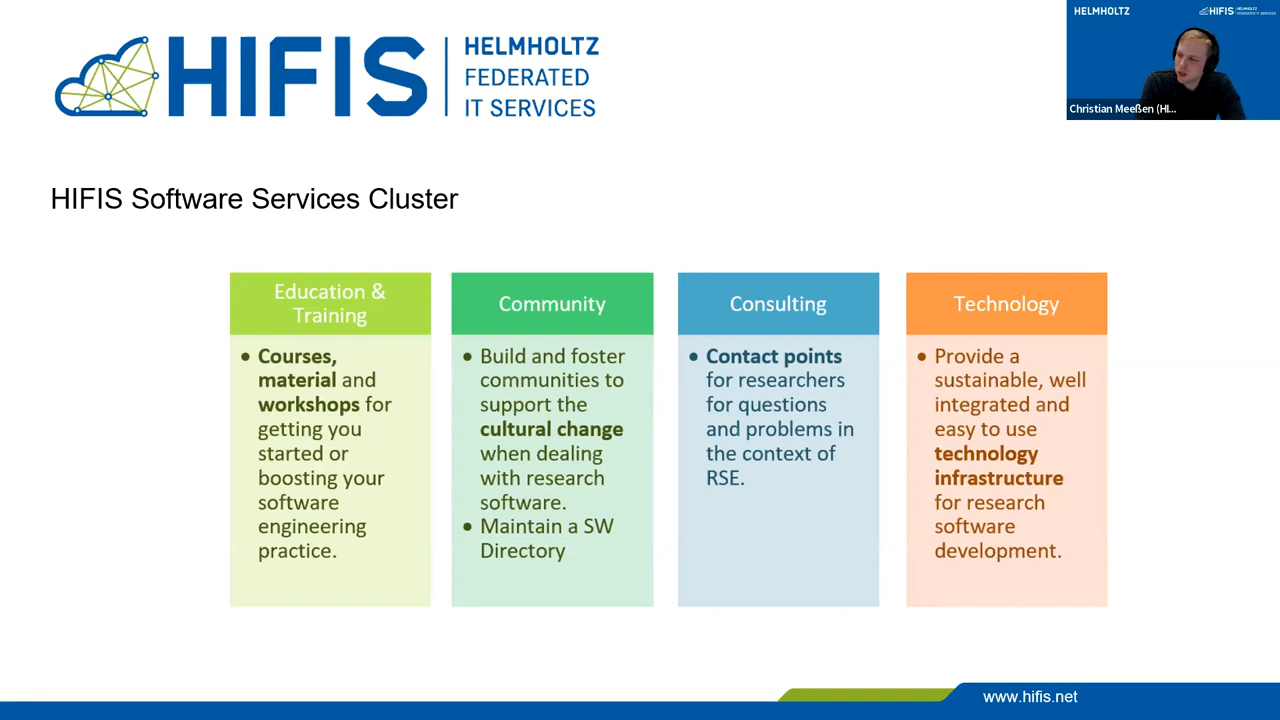 HIFIS
HELMHOLTZ
FEDERATED
IT SERVICES
HELMHOLTZ
HIFIS
HELMHOLTZ
FEDERATED IT SERVICES
Christian Meeßen (HI...
HIFIS Software Services Cluster
Education &
Training
• Courses,
material and
workshops for
getting you
started or
boosting your
software
engineering
practice.
Community
• Build and foster
communities to
support the
cultural change
when dealing
with research
software.
• Maintain a SW
Directory
Consulting
• Contact points
for researchers
for questions
and problems in
the context of
RSE.
Technology
• Provide a
sustainable, well
integrated and
easy to use
technology
infrastructure
for research
software
development.
www.hifis.net